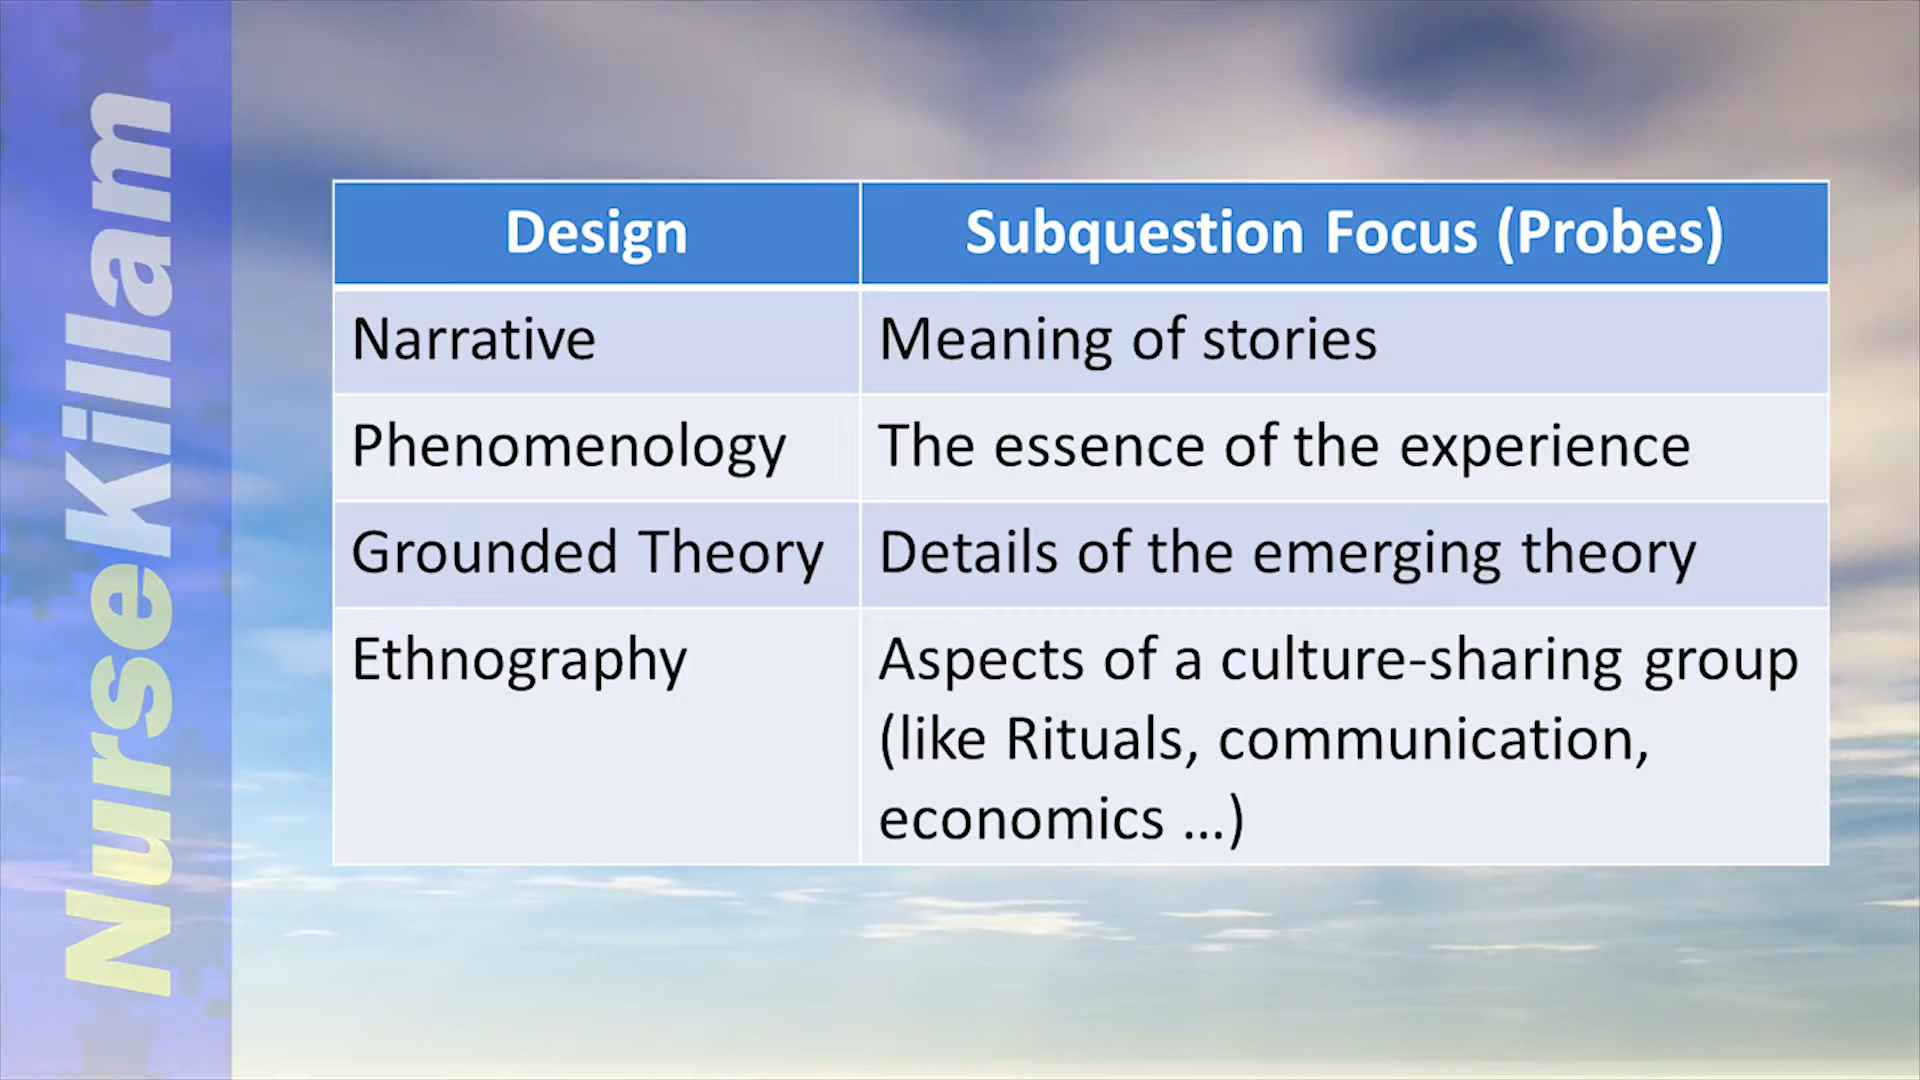 NurseKillam
Design
Subquestion Focus (Probes)
Narrative
Meaning of stories
Phenomenology
The essence of the experience
Grounded Theory
Details of the emerging theory
Ethnography
Aspects of a culture-sharing group
(like Rituals, communication,
economics ...)